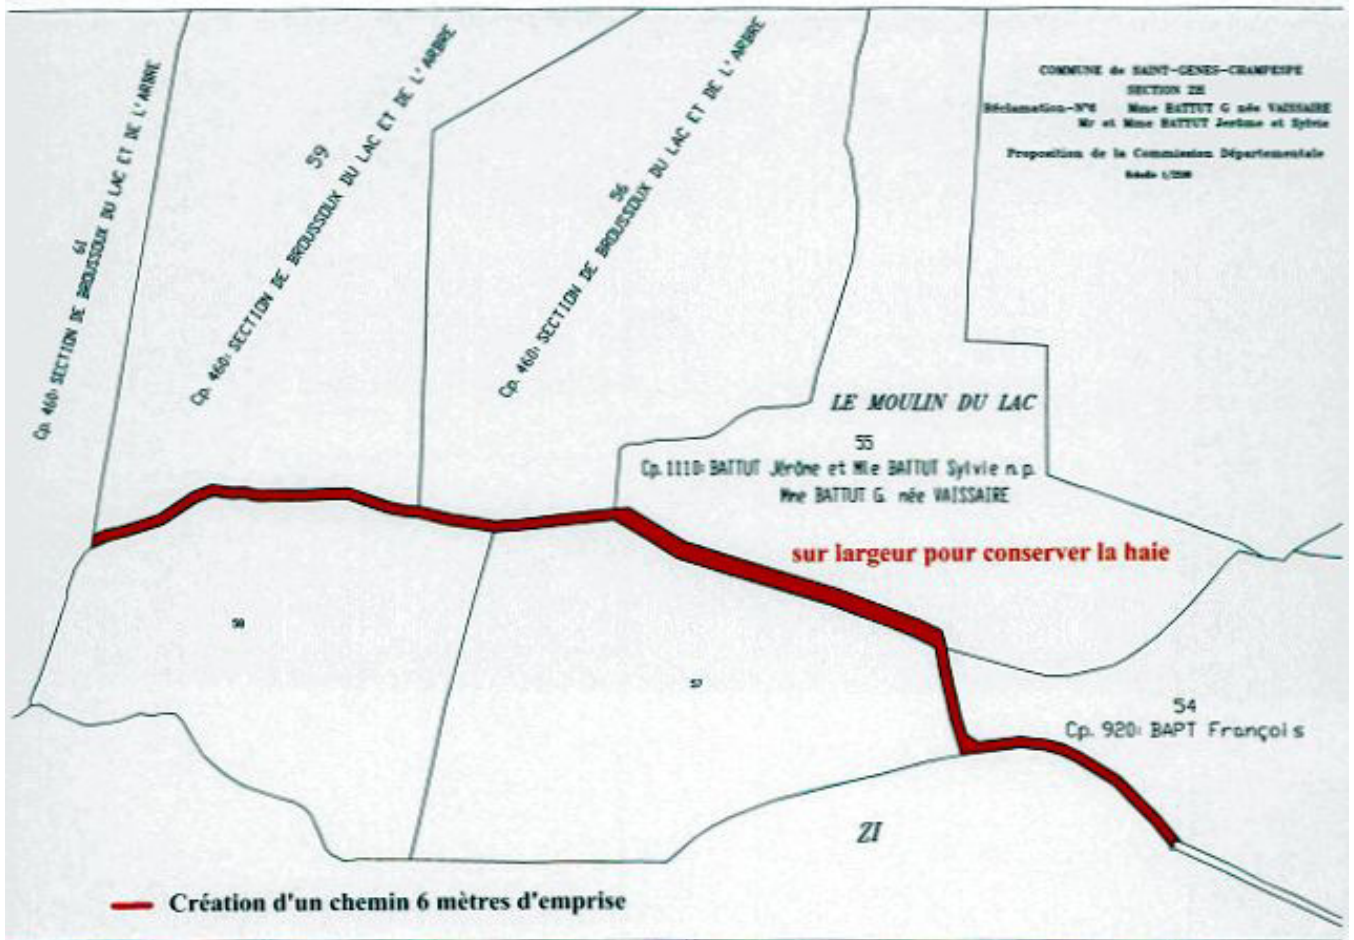 COMMUNE de SAINT-GENES-CHAMPESPE
SECTION ZH
Réclamation-N°6 Mme BATTUT G née VAISSAIRE
Mr et Mme BATTUT Jerôme et Sylvie
Proposition de la Commission Départementale
61
Cp. 460: SECTION DE BROUSSOUX DU LAC ET DE L'ARBRE
59
Cp. 460: SECTION DE BROUSSOUX DU LAC ET DE L'ARBRE
56
Cp. 460: SECTION DE BROUSSOUX DU LAC ET DE L'ARBRE
LE MOULIN DU LAC
55
Cp.1110: BATTUT Jérôme et Mle BATTUT Sylvie n.p.
Mme BATTUT G. née VAISSAIRE
sur largeur pour conserver la haie
58
57
54
Cp. 920: BAPT François
ZI
Création d'un chemin 6 mètres d'emprise